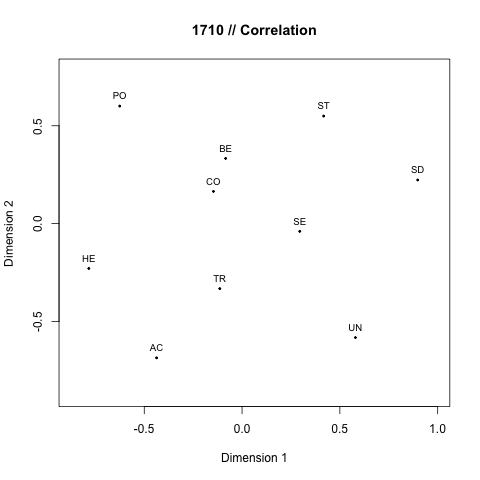 1710 // Correlation
PO
ST
BE
SD
CO
SE
HE
TR
UN
AC
Dimension 2
0.5
0.0
-0.5
-0.5
0.0
0.5
1.0
Dimension 1